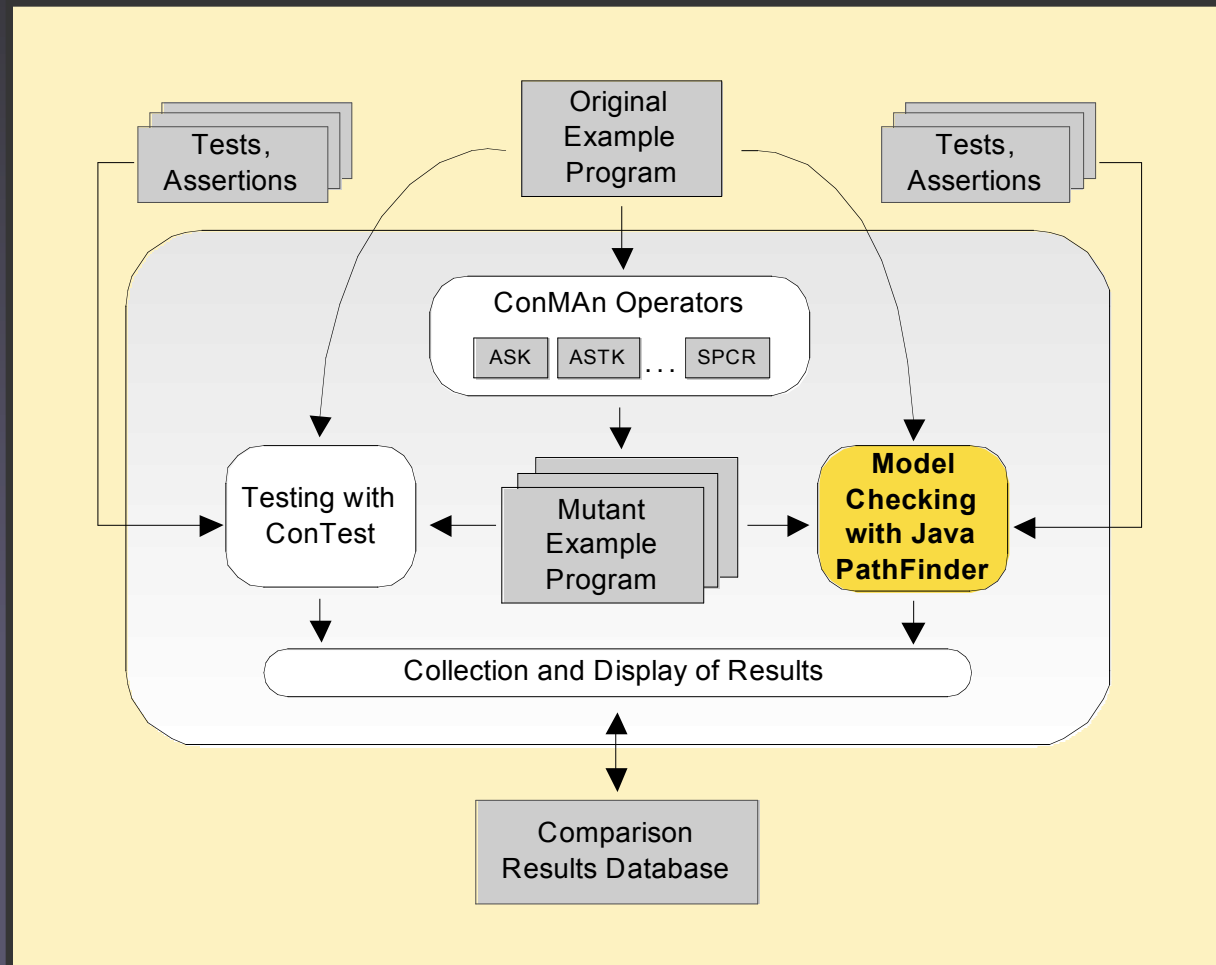 Original
Example
Program
Tests,
Assertions
Tests,
Assertions
ConMAn Operators
ASK ASTK ... SPCR
Testing with
ConTest
Mutant
Example
Program
Model
Checking
with Java
PathFinder
Collection and Display of Results
Comparison
Results Database